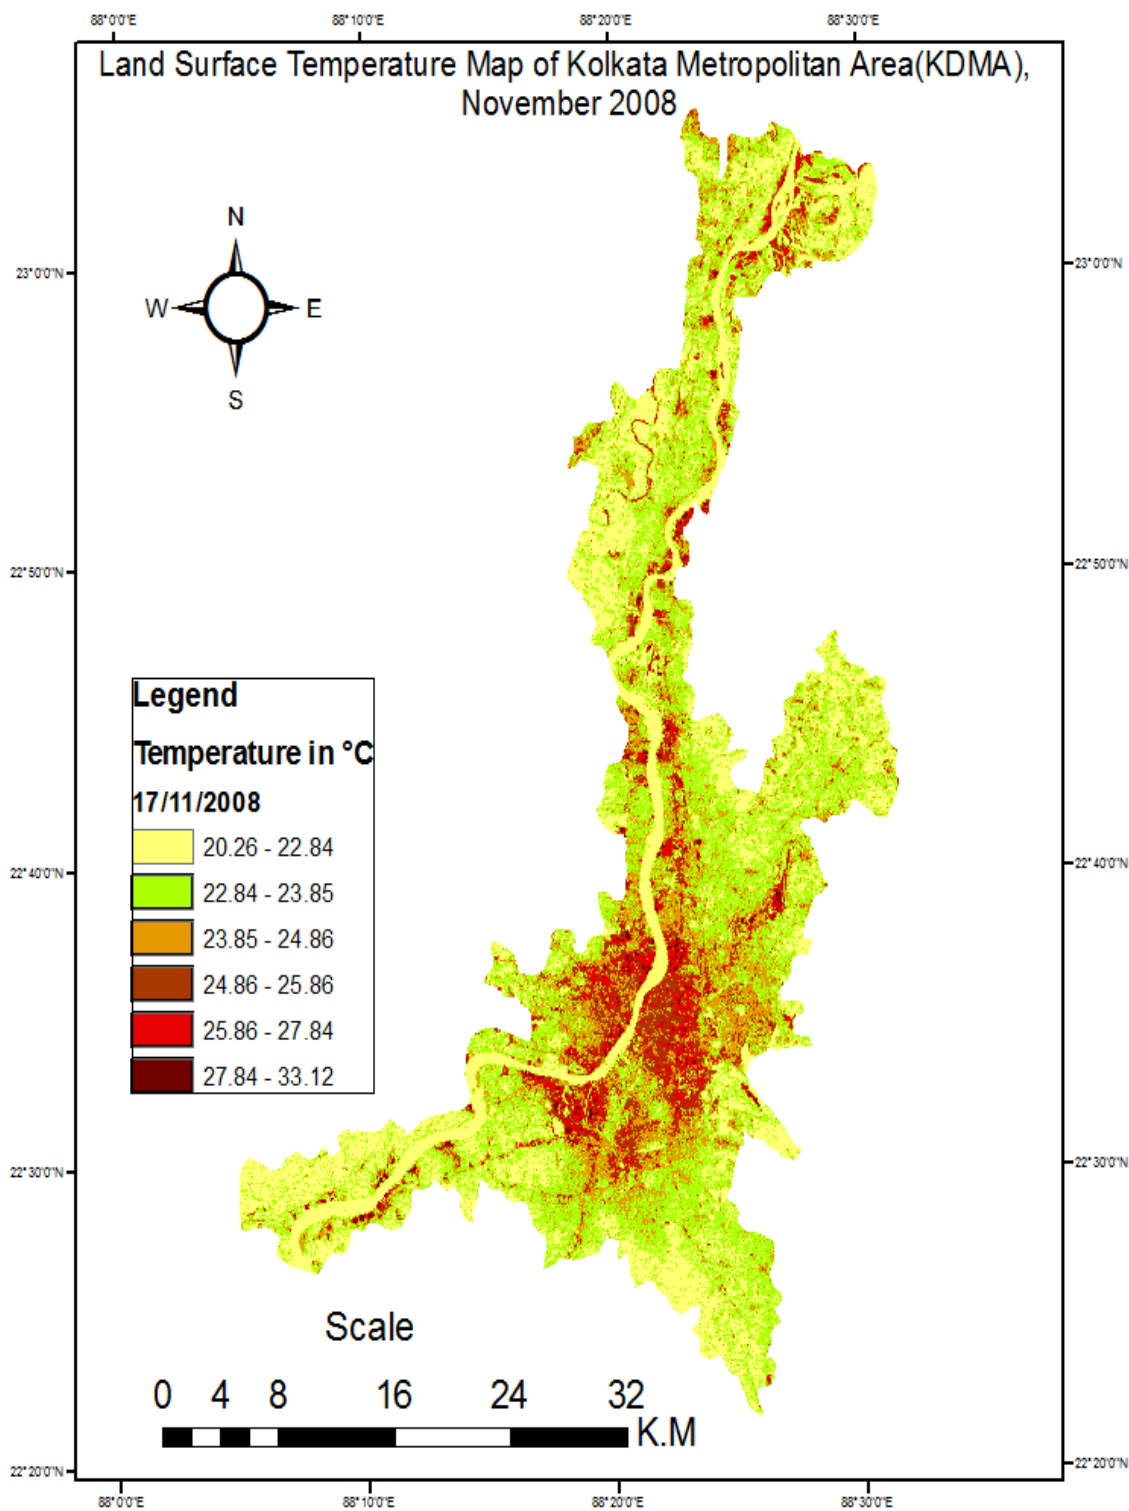 88°0'0"E 88°10'0"E 88°20'0"E 88°30'0"E
Land Surface Temperature Map of Kolkata Metropolitan Area(KDMA),
November 2008
N
W E
S
23°0'0"N 23°0'0"N
22°50'0"N 22°50'0"N
Legend
Temperature in °C
17/11/2008
20.26 - 22.84
22.84 - 23.85
23.85 - 24.86
24.86 - 25.86
25.86 - 27.84
27.84 - 33.12
22°40'0"N 22°40'0"N
22°30'0"N 22°30'0"N
Scale
0 4 8 16 24 32
K.M
22°20'0"N 22°20'0"N
88°0'0"E 88°10'0"E 88°20'0"E 88°30'0"E